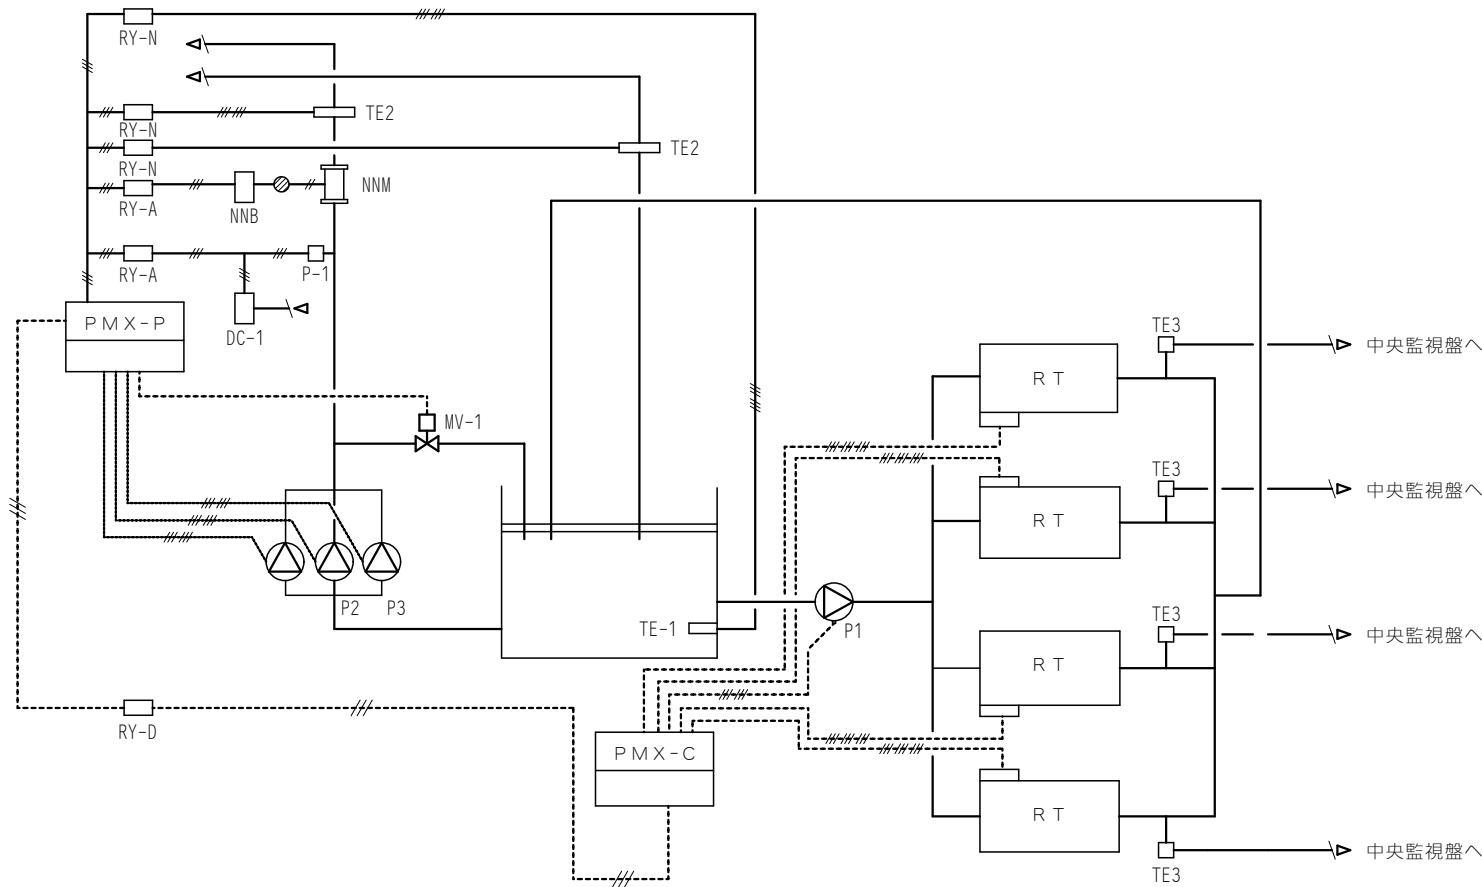 RY-N
RY-N
TE2
RY-N
TE2
RY-A
NNB
NNM
RY-A
P-1
DC-1
PMX-P
MV-1
P2
P3
TE-1
P1
RY-D
PMX-C
TE3
中央監視盤へ
RT
TE3
中央監視盤へ
RT
TE3
中央監視盤へ
RT
RT
中央監視盤へ
TE3